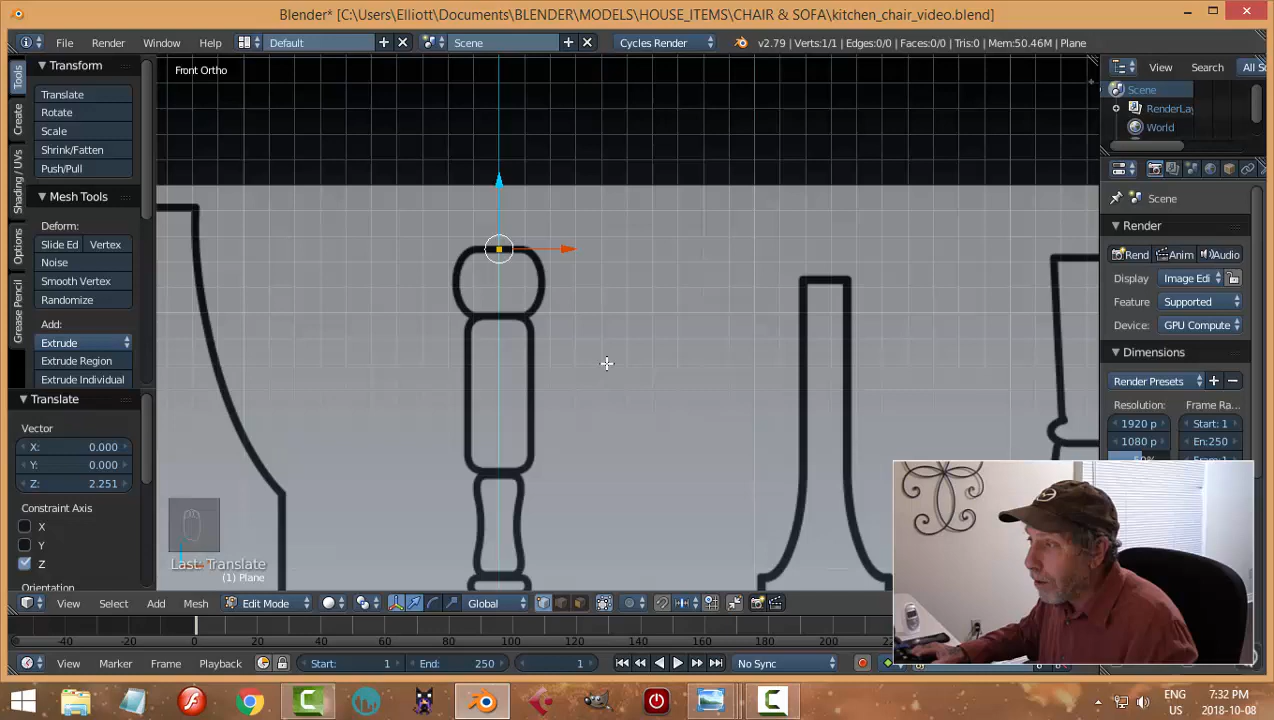 Blender* [C:\Users\Elliott\Documents\BLENDER\MODELS\HOUSE_ITEMS\CHAIR & SOFA\kitchen_chair_video.blend]
File Render Window Help Default Scene Cycles Render v2.79 | Verts:1/1 | Edges:0/0 | Faces:0/0 | Tris:0 | Mem:50.46M | Plane
Transform
Translate
Rotate
Scale
Shrink/Fatten
Push/Pull
Mesh Tools
Deform:
Slide Ed Vertex
Noise
Smooth Vertex
Randomize
Add:
Extrude
Extrude Region
Extrude Individual
Tools
Create
Shading / UVs
Options
Grease Pencil
Translate
Vector
X: 0.000
Y: 0.000
Z: 2.251
Constraint Axis
X
Y
Z
Orientation
Front Ortho
Last: Translate
(1) Plane
View Search All S
Scene
RenderLa
World
Scene
Render
Rend Anim Audio
Display Image Edi
Feature Supported
Device: GPU Compute
Dimensions
Render Presets
Resolution: Frame Ra...
1920 p Start: 1
1080 p En:250
View Select Add Mesh Edit Mode Global
-40 -20 0 20 40 60 80 100 120 140 160 180 200 220
View Marker Frame Playback Start: 1 End: 250 1 No Sync
ENG
US
7:32 PM
2018-10-08